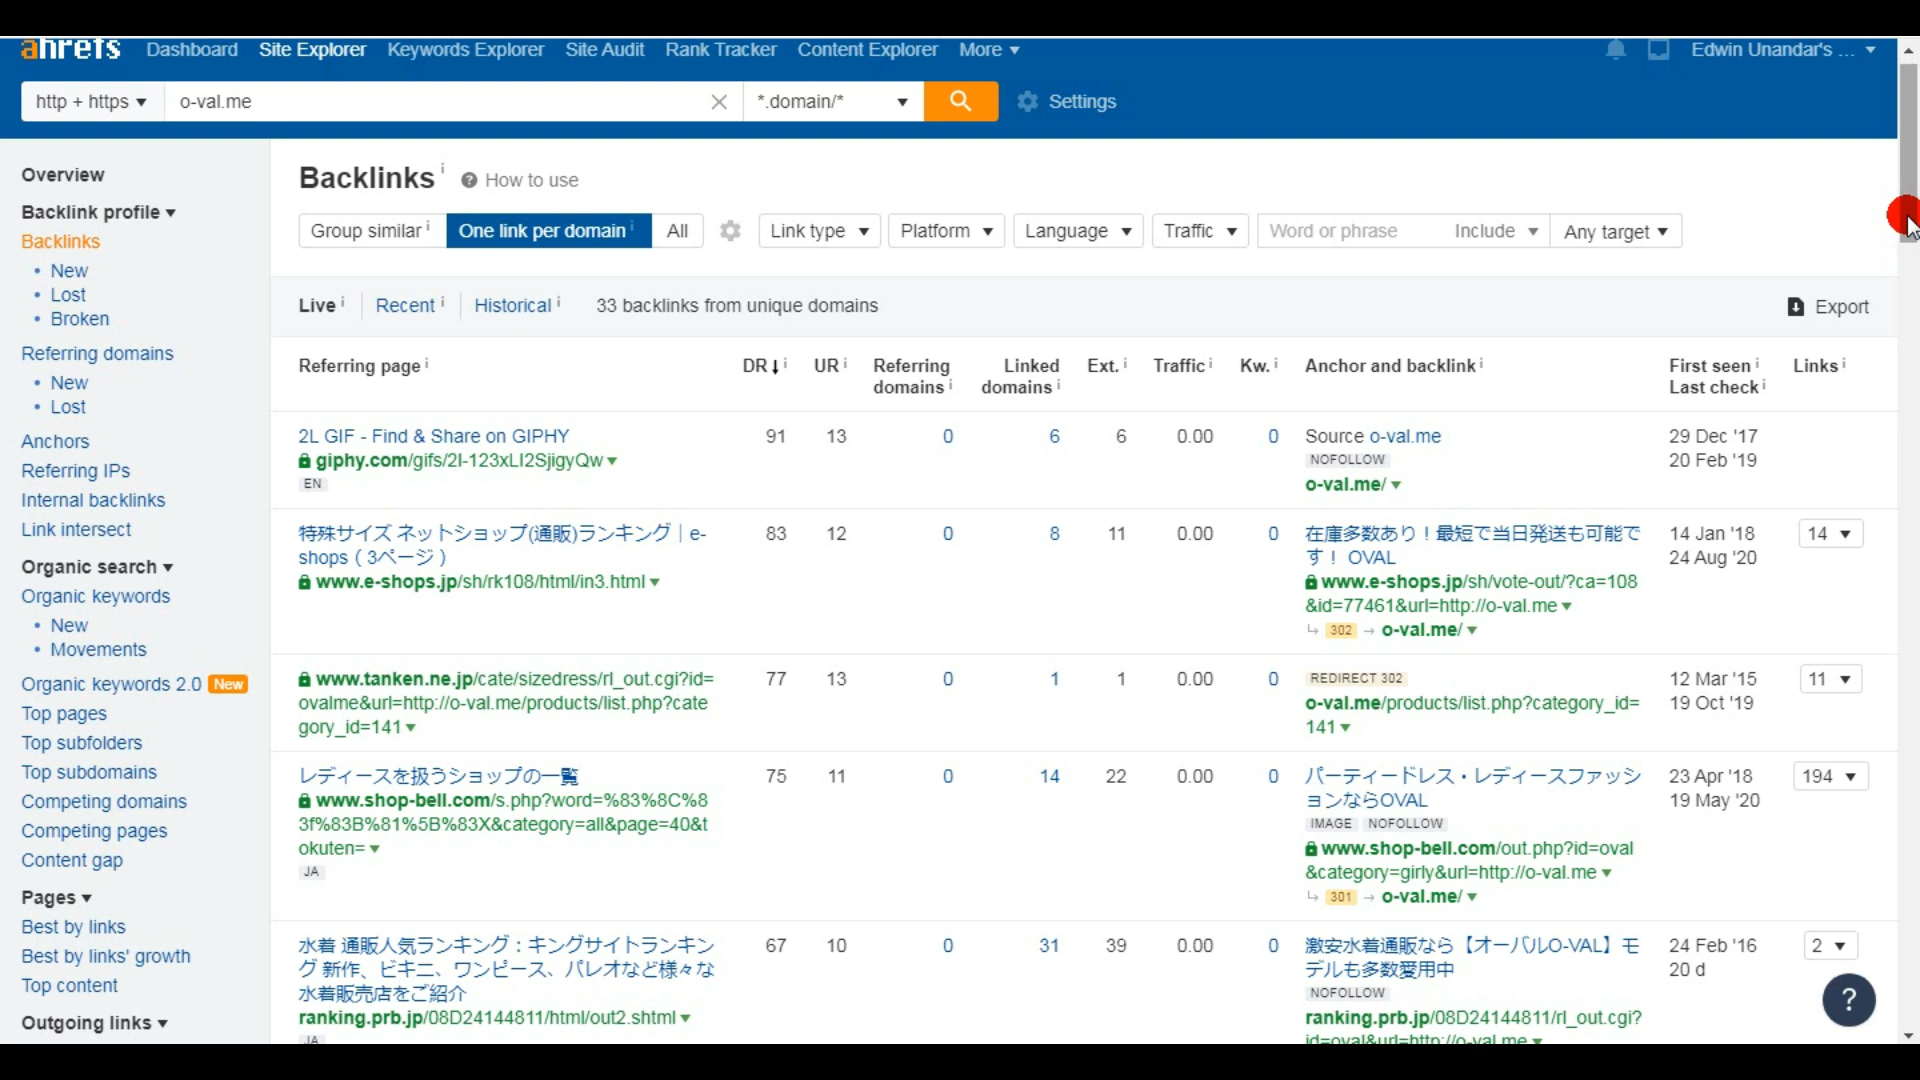 ahrefs Dashboard Site Explorer Keywords Explorer Site Audit Rank Tracker Content Explorer More Edwin Unandar's ...
http + https o-val.me *.domain/* Settings
Overview
Backlink profile
Backlinks
New
Lost
Broken
Referring domains
New
Lost
Anchors
Referring IPs
Internal backlinks
Link intersect
Organic search
Organic keywords
New
Movements
Organic keywords 2.0 New
Top pages
Top subfolders
Top subdomains
Competing domains
Competing pages
Content gap
Pages
Best by links
Best by links' growth
Top content
Outgoing links
Backlinks i ? How to use
Group similar i One link per domain i All Link type Platform Language Traffic Word or phrase Include Any target
Live i Recent i Historical i 33 backlinks from unique domains Export
Referring page i DR i UR i Referring domains i Linked domains i Ext. i Traffic i Kw. i Anchor and backlink i First seen i Last check i Links i
2L GIF - Find & Share on GIPHY 91 13 0 6 6 0.00 0 Source o-val.me 29 Dec '17
giphy.com/gifs/2l-123xLI2SjigyQw NOFOLLOW 20 Feb '19
EN o-val.me/
特殊サイズ ネットショップ(通販)ランキング｜e- 83 12 0 8 11 0.00 0 在庫多数あり！最短で当日発送も可能で 14 Jan '18 14
shops ( 3ページ ) す！ OVAL 24 Aug '20
www.e-shops.jp/sh/rk108/html/in3.html www.e-shops.jp/sh/vote-out/?ca=108
&id=77461&url=http://o-val.me
302 → o-val.me/
www.tanken.ne.jp/cate/sizedress/rl_out.cgi?id= 77 13 0 1 1 0.00 0 REDIRECT 302 12 Mar '15 11
ovalme&url=http://o-val.me/products/list.php?cate o-val.me/products/list.php?category_id= 19 Oct '19
gory_id=141 141
レディースを扱うショップの一覧 75 11 0 14 22 0.00 0 パーティードレス・レディースファッシ 23 Apr '18 194
www.shop-bell.com/s.php?word=%83%8C%8 ョンならOVAL 19 May '20
3f%83B%81%5B%83X&category=all&page=40&t IMAGE NOFOLLOW
okuten= www.shop-bell.com/out.php?id=oval
JA &category=girly&url=http://o-val.me
301 → o-val.me/
水着 通販人気ランキング：キングサイトランキン 67 10 0 31 39 0.00 0 激安水着通販なら【オーバルO-VAL】モ 24 Feb '16 2
グ 新作、ビキニ、ワンピース、パレオなど様々な デルも多数愛用中 20 d
水着販売店をご紹介 NOFOLLOW
ranking.prb.jp/08D24144811/html/out2.shtml ranking.prb.jp/08D24144811/rl_out.cgi?
JA id=oval&url=http://o-val.me
?